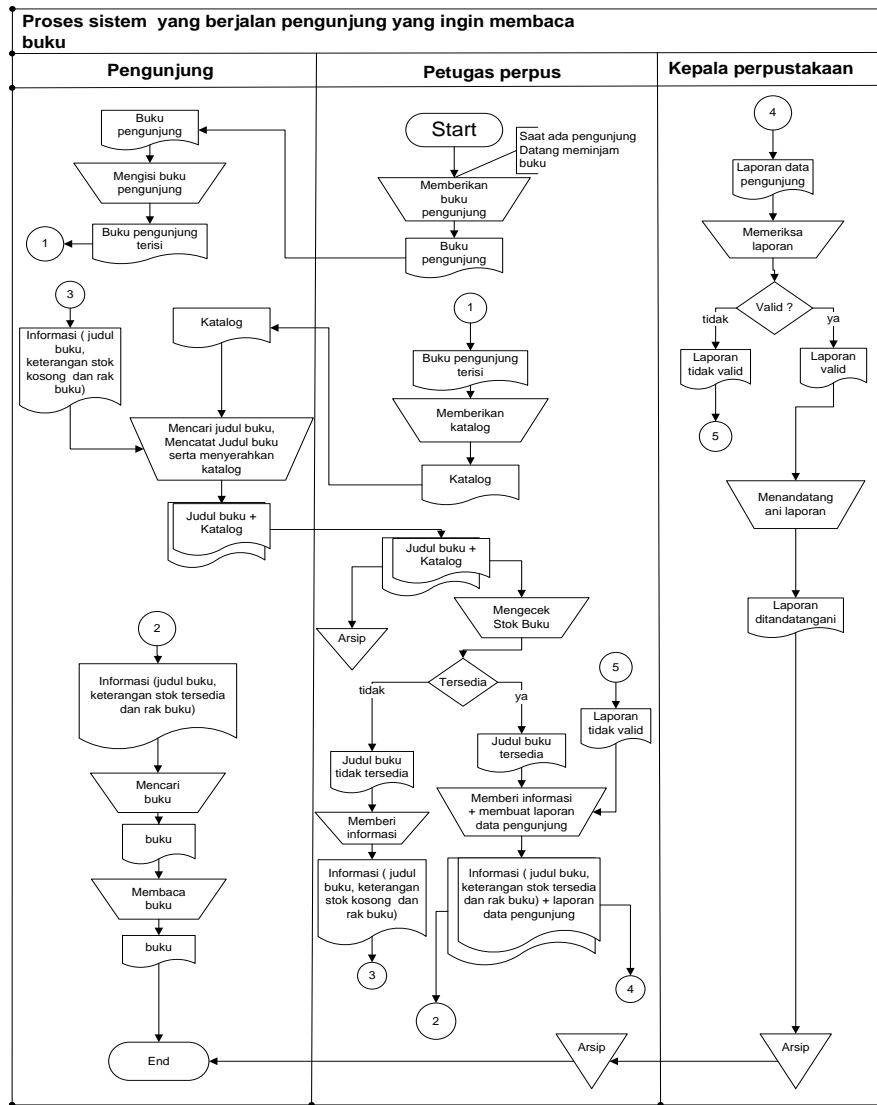 Proses sistem yang berjalan pengunjung yang ingin membaca
buku
Pengunjung
Petugas perpus
Kepala perpustakaan
Buku
pengunjung
Mengisi buku
pengunjung
Buku pengunjung
terisi
1
3
Informasi ( judul
buku,
keterangan stok
kosong dan rak
buku)
Katalog
Mencari judul buku,
Mencatat Judul buku
serta menyerahkan
katalog
Judul buku +
Katalog
2
Informasi (judul buku,
keterangan stok tersedia
dan rak buku)
Mencari
buku
buku
Membaca
buku
buku
End
Start
Saat ada pengunjung
Datang meminjam
buku
Memberikan
buku
pengunjung
Buku
pengunjung
1
Buku pengunjung
terisi
Memberikan
katalog
Katalog
Judul buku +
Katalog
Arsip
Mengecek
Stok Buku
Tersedia
tidak
ya
5
Laporan
tidak valid
Judul buku
tidak tersedia
Judul buku
tersedia
Memberi
informasi
Memberi informasi
+ membuat laporan
data pengunjung
Informasi ( judul
buku, keterangan
stok kosong dan
rak buku)
Informasi ( judul buku,
keterangan stok tersedia
dan rak buku) + laporan
data pengunjung
3
2
4
Arsip
4
Laporan data
pengunjung
Memeriksa
laporan
Valid ?
tidak
ya
Laporan
tidak valid
Laporan
valid
5
Menandatang
ani laporan
Laporan
ditandatangani
Arsip